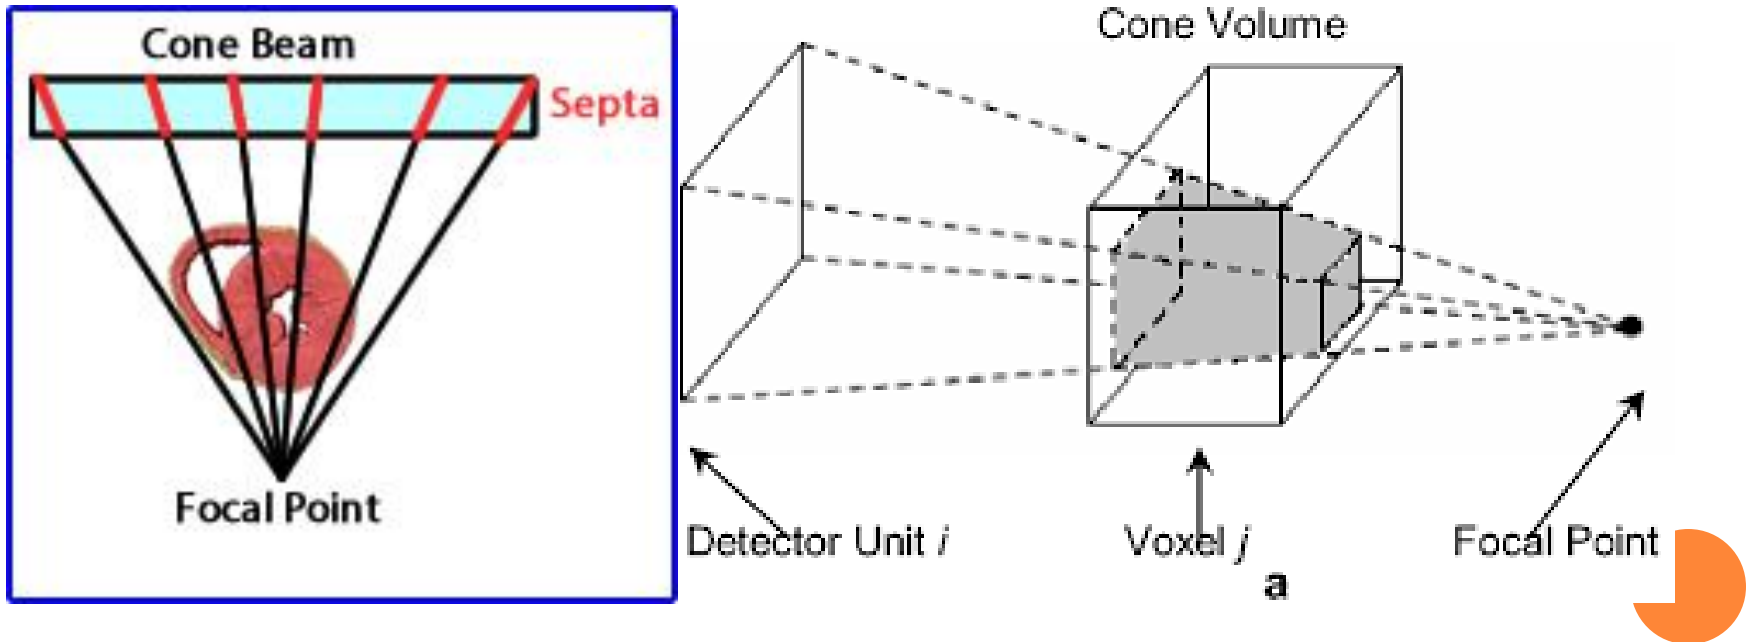 Cone Beam
Septa
Focal Point
Cone Volume
Detector Unit i
Voxel j
Focal Point
a